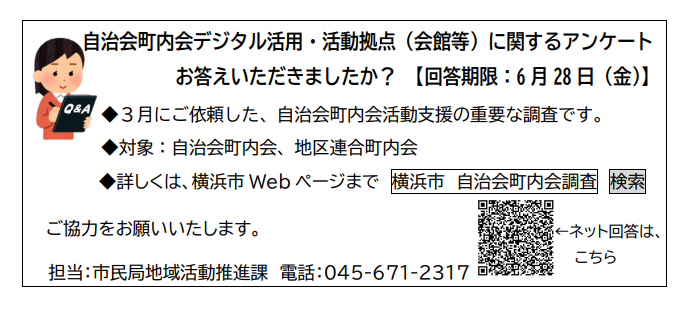 自治会町内会デジタル活用・活動拠点（会館等）に関するアンケート
お答えいただきましたか？ 【回答期限：6月28日（金）】
Q&A
◆３月にご依頼した、自治会町内会活動支援の重要な調査です。
◆対象：自治会町内会、地区連合町内会
◆詳しくは、横浜市Webページまで 横浜市 自治会町内会調査 検索
ご協力をお願いいたします。
←ネット回答は、
こちら
担当：市民局地域活動推進課 電話：045-671-2317